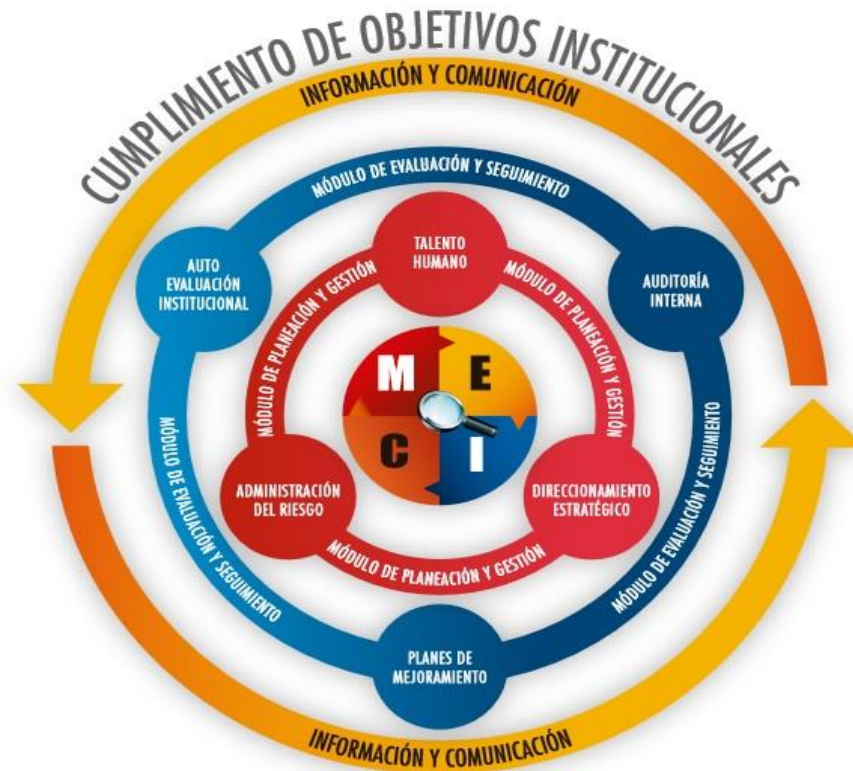 CUMPLIMIENTO DE OBJETIVOS INSTITUCIONALES
INFORMACIÓN Y COMUNICACIÓN
MÓDULO DE EVALUACIÓN Y SEGUIMIENTO
AUTO
EVALUACIÓN
INSTITUCIONAL
TALENTO
HUMANO
AUDITORÍA
INTERNA
MÓDULO DE PLANEACIÓN Y GESTIÓN
MÓDULO DE PLANEACIÓN Y GESTIÓN
M E
C I
MÓDULO DE EVALUACIÓN Y SEGUIMIENTO
MÓDULO DE EVALUACIÓN Y SEGUIMIENTO
ADMINISTRACIÓN
DEL RIESGO
DIRECCIONAMIENTO
ESTRATÉGICO
MÓDULO DE PLANEACIÓN Y GESTIÓN
PLANES DE
MEJORAMIENTO
INFORMACIÓN Y COMUNICACIÓN